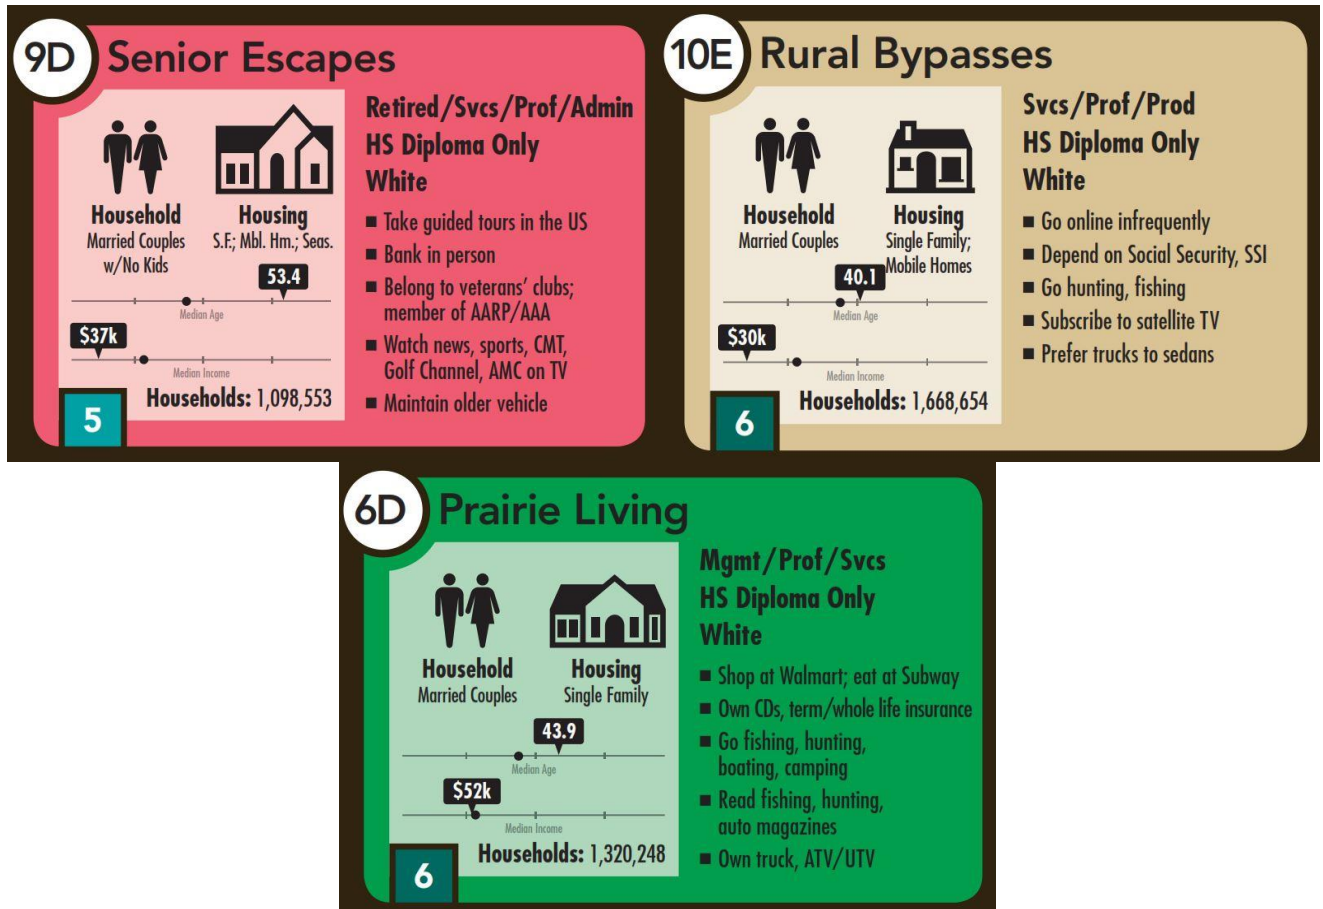 9D Senior Escapes
Household
Married Couples
w/No Kids
Housing
S.F.; Mbl. Hm.; Seas.
53.4
Median Age
$37k
Median Income
Households: 1,098,553
5
Retired/Svcs/Prof/Admin
HS Diploma Only
White
■ Take guided tours in the US
■ Bank in person
■ Belong to veterans' clubs;
member of AARP/AAA
■ Watch news, sports, CMT,
Golf Channel, AMC on TV
■ Maintain older vehicle
10E Rural Bypasses
Household
Married Couples
Housing
Single Family;
Mobile Homes
40.1
Median Age
$30k
Median Income
Households: 1,668,654
6
Svcs/Prof/Prod
HS Diploma Only
White
■ Go online infrequently
■ Depend on Social Security, SSI
■ Go hunting, fishing
■ Subscribe to satellite TV
■ Prefer trucks to sedans
6D Prairie Living
Household
Married Couples
Housing
Single Family
43.9
Median Age
$52k
Median Income
Households: 1,320,248
6
Mgmt/Prof/Svcs
HS Diploma Only
White
■ Shop at Walmart; eat at Subway
■ Own CDs, term/whole life insurance
■ Go fishing, hunting,
boating, camping
■ Read fishing, hunting,
auto magazines
■ Own truck, ATV/UTV